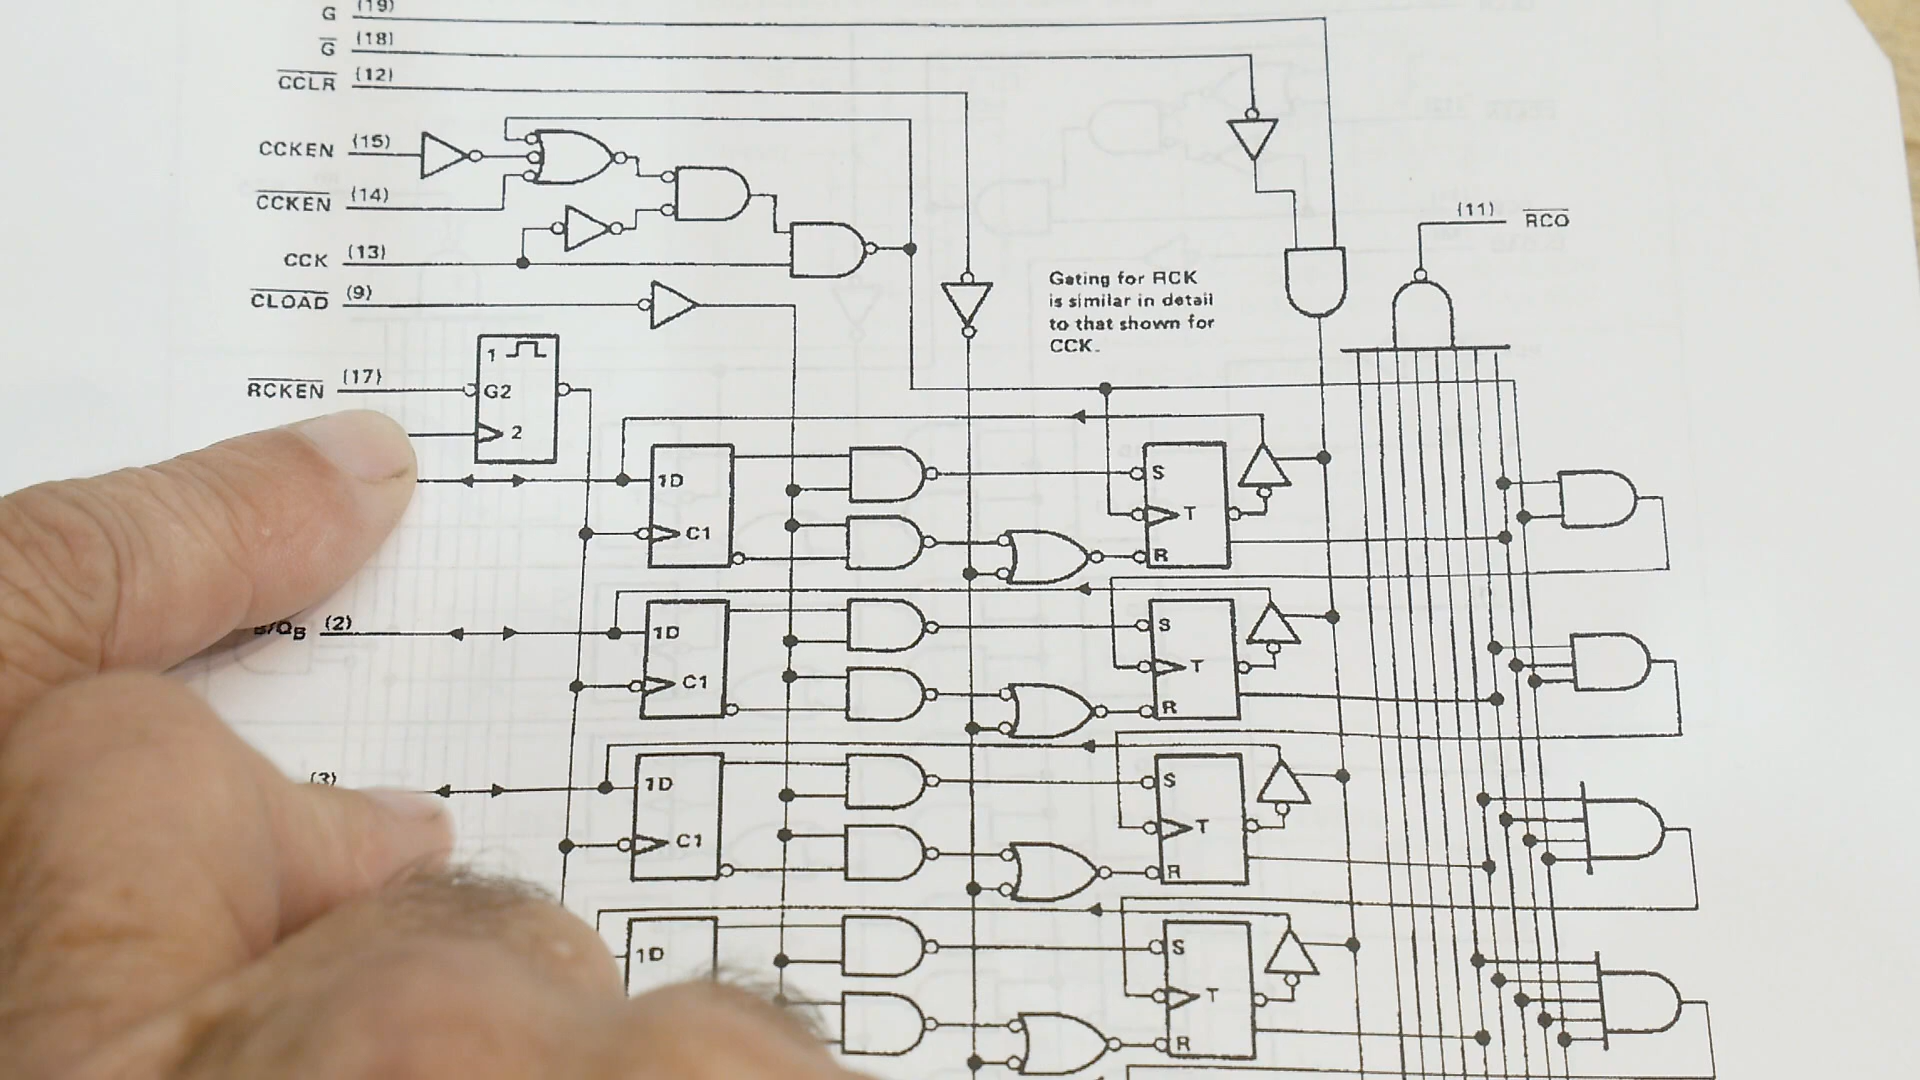 G (19)
G (18)
CCLR (12)
CCKEN (15)
CCKEN (14)
CCK (13)
CLOAD (9)
(11) RCO
Gating for RCK
is similar in detail
to that shown for
CCK.
1
RCKEN (17) G2
2
1D S
T
C1
R
B/QB (2) 1D S
T
C1
R
(3) 1D S
T
C1
R
1D S
T
R